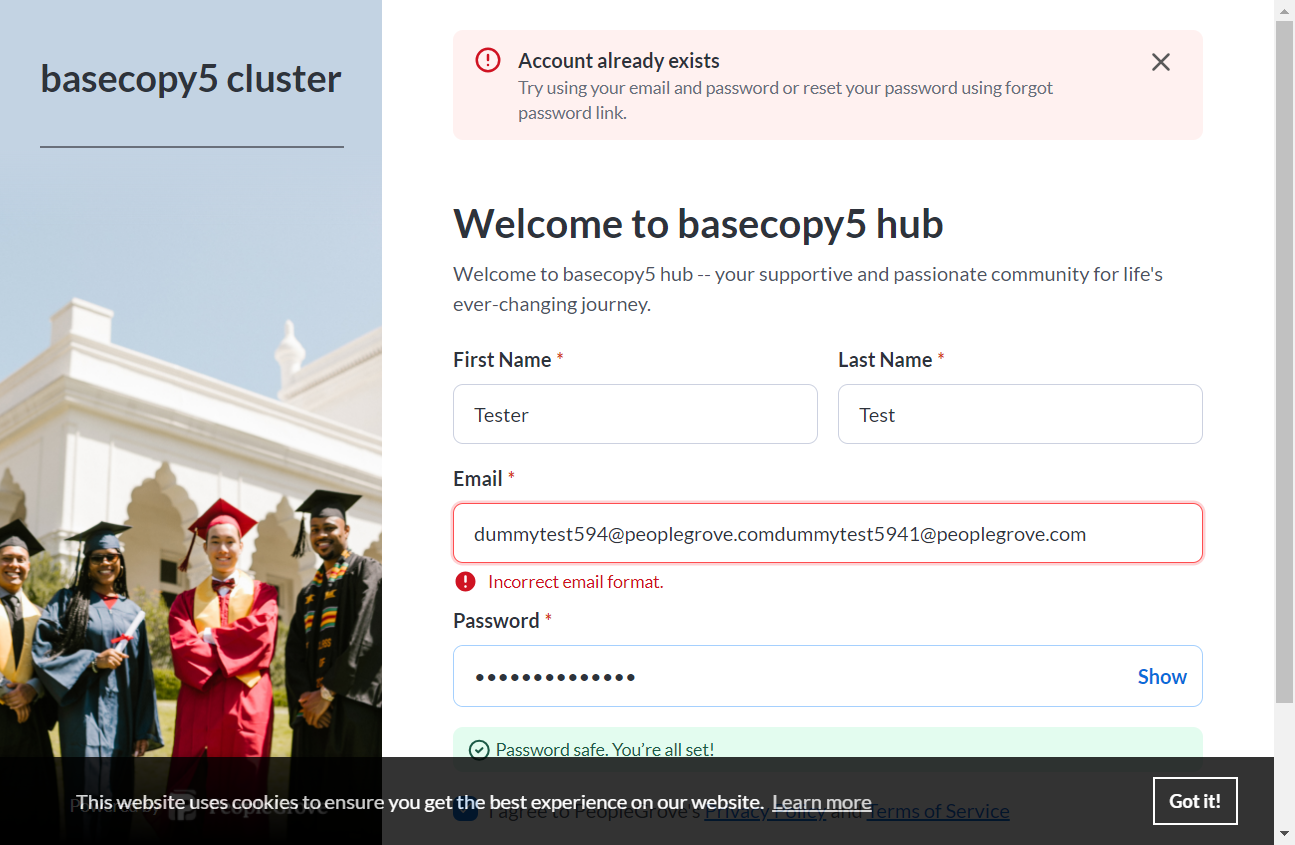 basecopy5 cluster
Account already exists
Try using your email and password or reset your password using forgot
password link.
Welcome to basecopy5 hub
Welcome to basecopy5 hub -- your supportive and passionate community for life's
ever-changing journey.
First Name *
Last Name *
Tester
Test
Email *
dummytest594@peoplegrove.comdummytest5941@peoplegrove.com
Incorrect email format.
Password *
••••••••••••••
Show
Password safe. You’re all set!
This website uses cookies to ensure you get the best experience on our website. Learn more
Got it!
Powered by PeopleGrove
I agree to PeopleGrove's Privacy Policy and Terms of Service